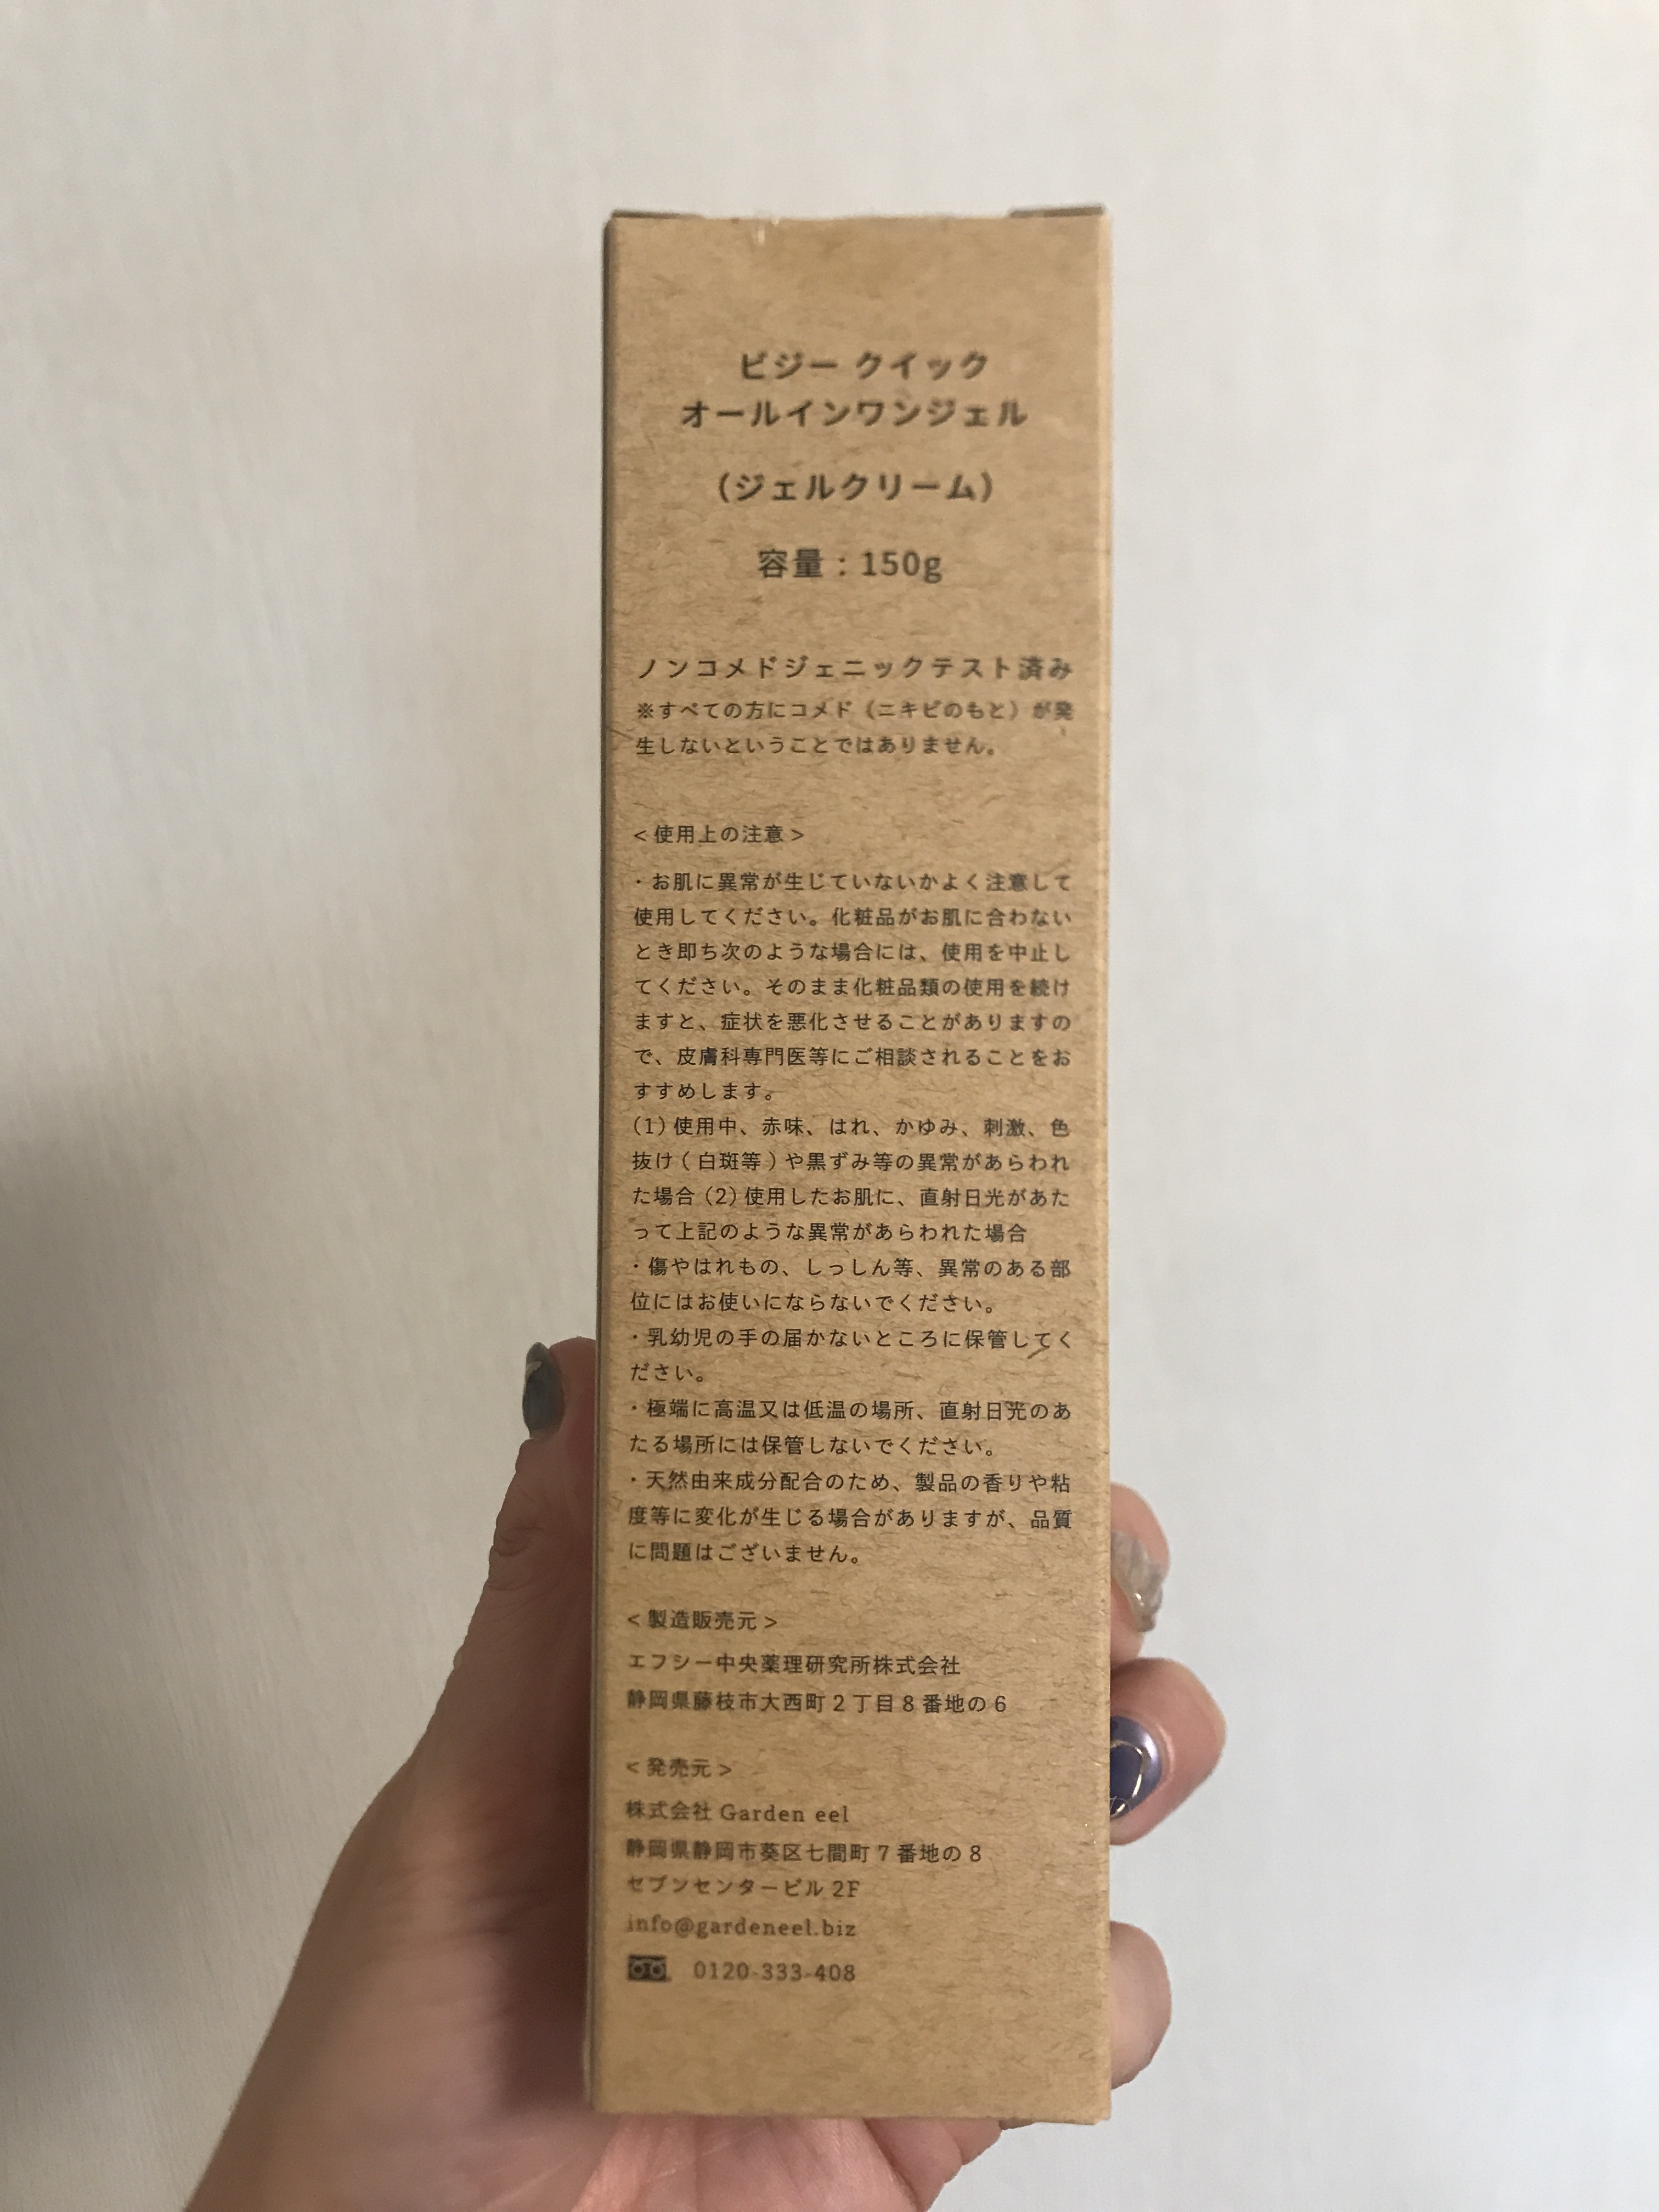 ビジー クイック
オールインワンジェル
（ジェルクリーム）
容量：150g
ノンコメドジェニックテスト済み
※すべての方にコメド（ニキビのもと）が発
生しないということではありません。
＜使用上の注意＞
・お肌に異常が生じていないかよく注意して
使用してください。化粧品がお肌に合わない
とき即ち次のような場合には、使用を中止し
てください。そのまま化粧品類の使用を続け
ますと、症状を悪化させることがありますの
で、皮膚科専門医等にご相談されることをお
すすめします。
(1) 使用中、赤味、はれ、かゆみ、刺激、色
抜け ( 白斑等 ) や黒ずみ等の異常があらわれ
た場合 (2) 使用したお肌に、直射日光があた
って上記のような異常があらわれた場合
・傷やはれもの、しっしん等、異常のある部
位にはお使いにならないでください。
・乳幼児の手の届かないところに保管してく
ださい。
・極端に高温又は低温の場所、直射日光のあ
たる場所には保管しないでください。
・天然由来成分配合のため、製品の香りや粘
度等に変化が生じる場合がありますが、品質
に問題はございません。
＜製造販売元＞
エフシー中央薬理研究所株式会社
静岡県藤枝市大西町 2 丁目 8 番地の 6
＜発売元＞
株式会社 Garden eel
静岡県静岡市葵区七間町 7 番地の 8
セブンセンタービル 2F
info@gardeneel.biz
0120-333-408